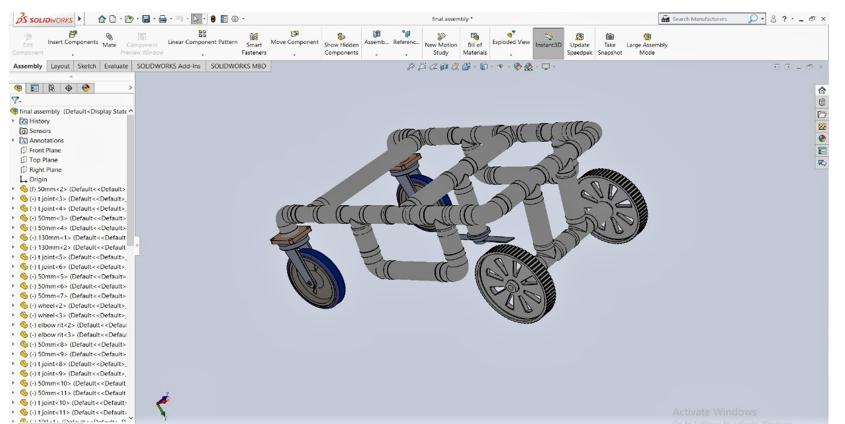 SOLIDWORKS
final assembly *
Search Manufacturers
Edit Component
Insert Components
Mate
Component Preview Window
Linear Component Pattern
Smart Fasteners
Move Component
Show Hidden Components
Assemb...
Referenc...
New Motion Study
Bill of Materials
Exploded View
Instant3D
Update Speedpak
Take Snapshot
Large Assembly Mode
Assembly Layout Sketch Evaluate SOLIDWORKS Add-Ins SOLIDWORKS MBD
final assembly (Default<Display State
History
Sensors
Annotations
Front Plane
Top Plane
Right Plane
Origin
(f) 50mm<2> (Default<<Default>
(-) t joint<3> (Default<<Default>_
(-) t joint<4> (Default<<Default>_
(-) 50mm<3> (Default<<Default>
(-) 50mm<4> (Default<<Default>
(-) 130mm<1> (Default<<Default
(-) 130mm<2> (Default<<Default
(-) t joint<5> (Default<<Default>_
(-) t joint<6> (Default<<Default>_
(-) 50mm<5> (Default<<Default>
(-) 50mm<6> (Default<<Default>
(-) 50mm<7> (Default<<Default>
(-) wheel<2> (Default<<Default>_
(-) wheel<3> (Default<<Default>_
(-) elbow rit<2> (Default<<Defau
(-) elbow rit<3> (Default<<Defau
(-) 50mm<8> (Default<<Default>
(-) 50mm<9> (Default<<Default>
(-) t joint<8> (Default<<Default>_
(-) t joint<9> (Default<<Default>_
(-) 50mm<10> (Default<<Default
(-) 50mm<11> (Default<<Default
(-) t joint<10> (Default<<Default>
(-) t joint<11> (Default<<Default>
Activate Windows